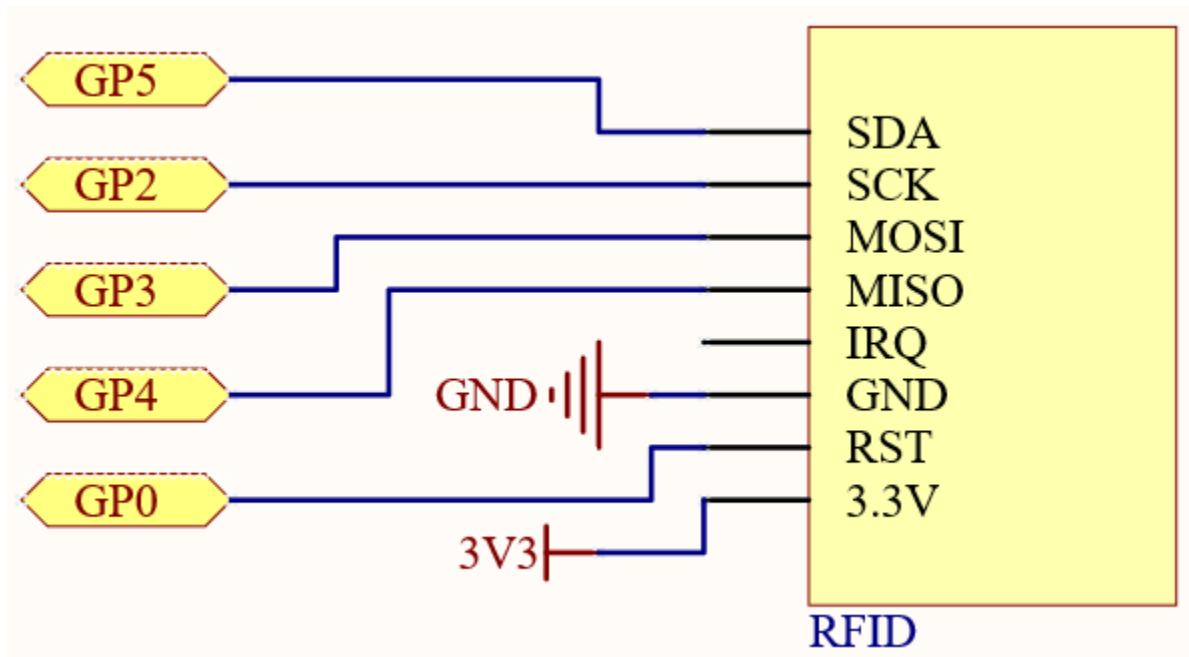 GP5
GP2
GP3
GP4
GP0
GND
3V3
SDA
SCK
MOSI
MISO
IRQ
GND
RST
3.3V
RFID